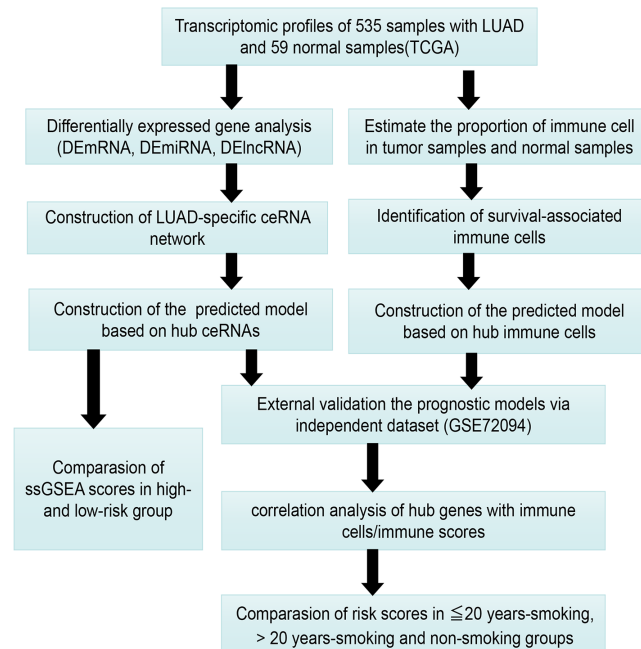 Transcriptomic profiles of 535 samples with LUAD
and 59 normal samples(TCGA)
Differentially expressed gene analysis
(DEmRNA, DEmiRNA, DElncRNA)
Estimate the proportion of immune cell
in tumor samples and normal samples
Construction of LUAD-specific ceRNA
network
Identification of survival-associated
immune cells
Construction of the predicted model
based on hub ceRNAs
Construction of the predicted model
based on hub immune cells
External validation the prognostic models via
independent dataset (GSE72094)
Comparasion of
ssGSEA scores in high-
and low-risk group
correlation analysis of hub genes with immune
cells/immune scores
Comparasion of risk scores in ≦20 years-smoking,
> 20 years-smoking and non-smoking groups